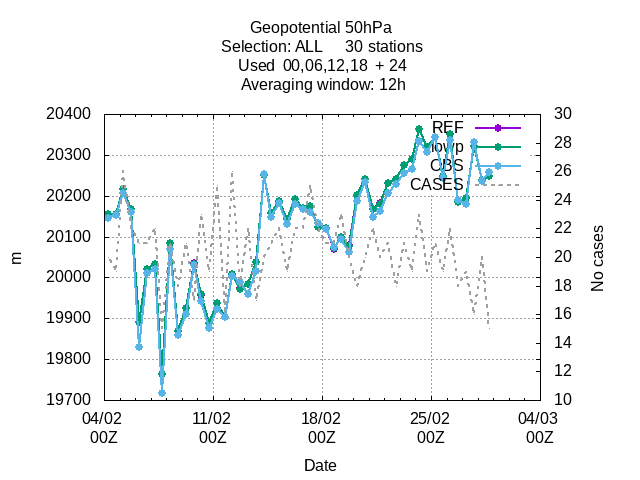 Geopotential 50hPa
Selection: ALL     30 stations
Used  00,06,12,18  + 24
Averaging window: 12h
20400
20300
20200
20100
20000
19900
19800
19700
30
28
26
24
22
20
18
16
14
12
10
REF
iowp
OBS
CASES
m
No cases
04/02 11/02 18/02 25/02 04/03
00Z 00Z 00Z 00Z 00Z
Date